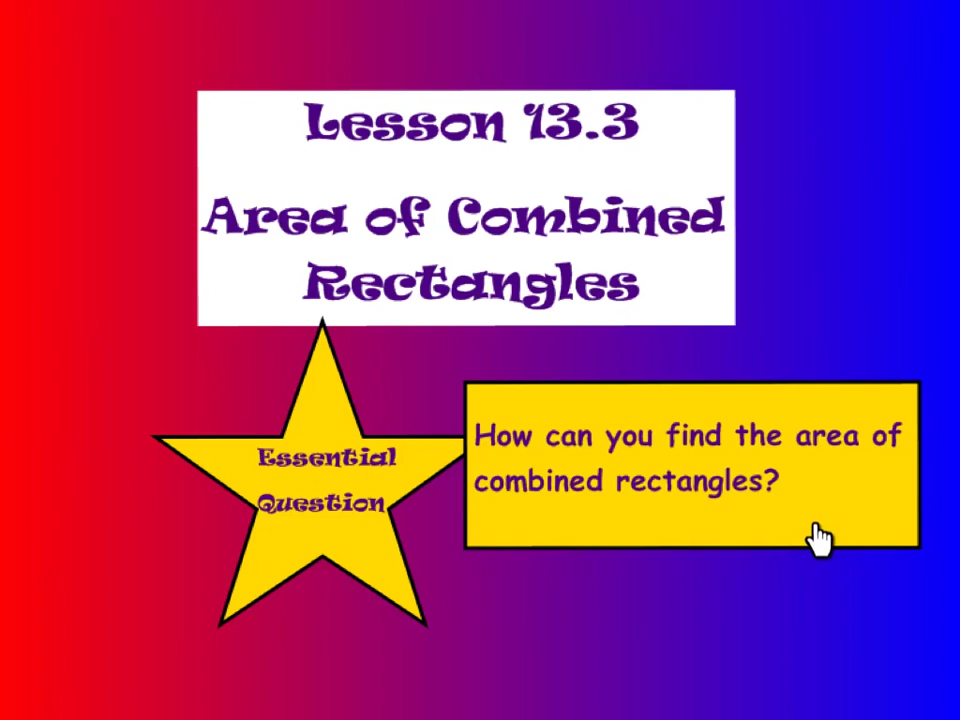 Lesson 13.3
Area of Combined
Rectangles
Essential
Question
How can you find the area of
combined rectangles?